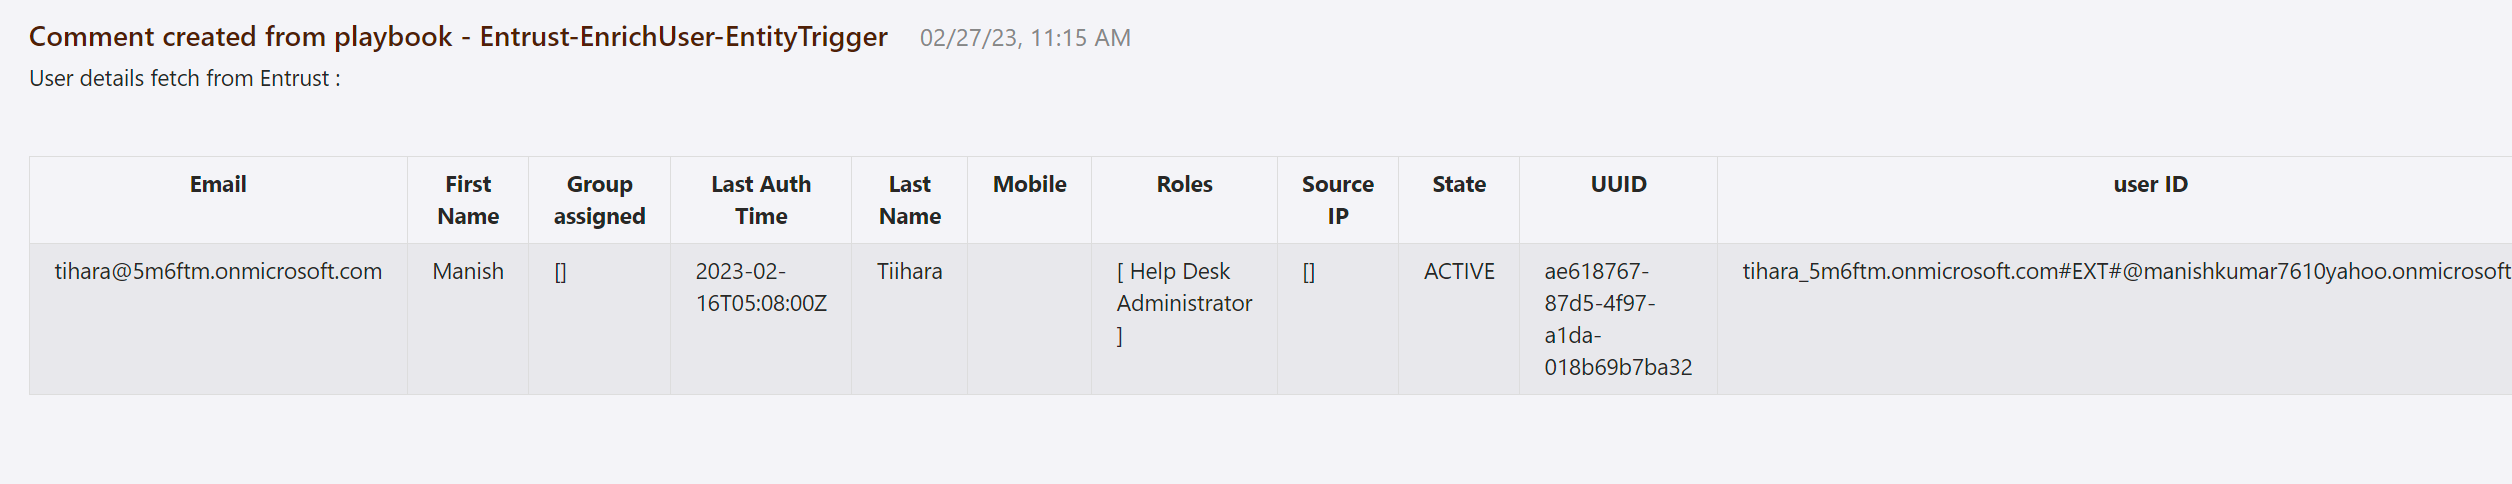 Comment created from playbook - Entrust-EnrichUser-EntityTrigger 02/27/23, 11:15 AM
User details fetch from Entrust :
Email First Name Group assigned Last Auth Time Last Name Mobile Roles Source IP State UUID user ID
tihara@5m6ftm.onmicrosoft.com Manish [] 2023-02-16T05:08:00Z Tiihara [ Help Desk Administrator ] [] ACTIVE ae618767-87d5-4f97-a1da-018b69b7ba32 tihara_5m6ftm.onmicrosoft.com#EXT#@manishkumar7610yahoo.onmicrosoft